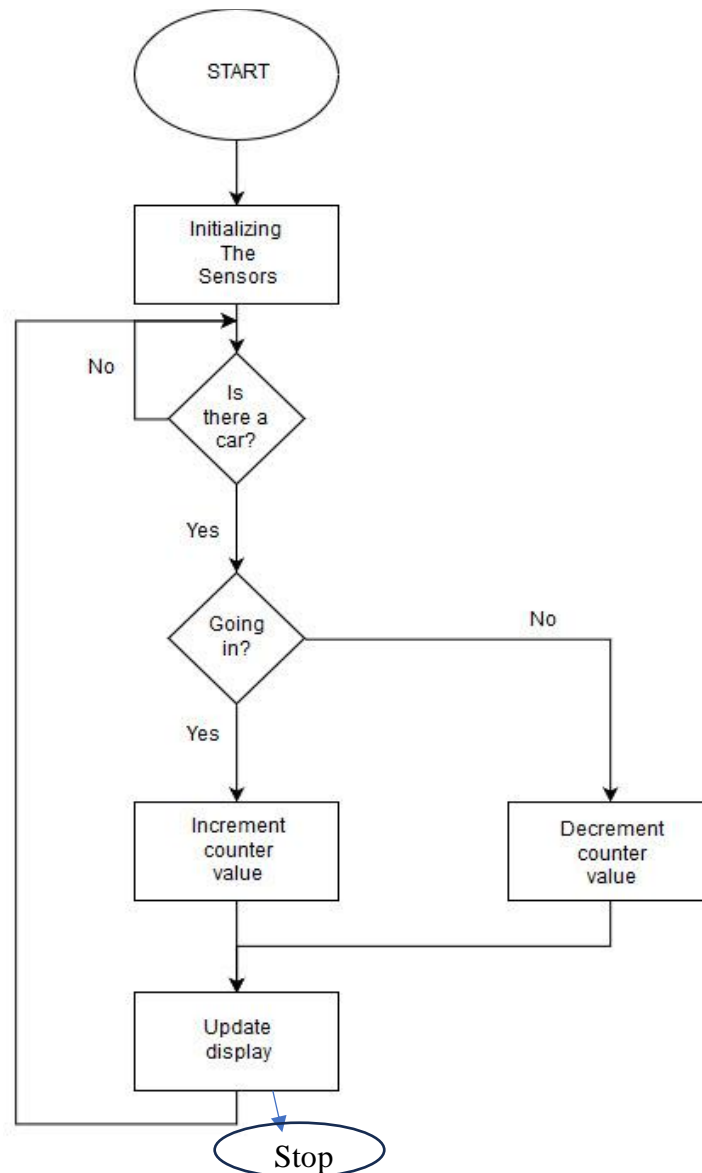 START
Initializing
The
Sensors
No
Is
there a
car?
Yes
Going
in?
No
Yes
Increment
counter
value
Decrement
counter
value
Update
display
Stop